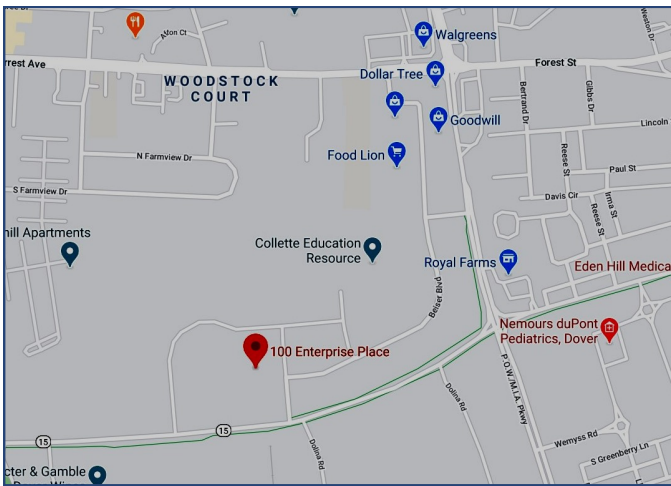 Weston Dr
Afton Ct
Walgreens
rrest Ave
Forest St
WOODSTOCK
COURT
Dollar Tree
Bertrand Dr
Gibbs Dr
Goodwill
Lincoln
N Farmview Dr
Food Lion
Reese St
Paul St
S Farmview Dr
Davis Cir
Irma St
Reese St
hill Apartments
Collette Education
Resource
Royal Farms
Eden Hill Medica
Beiser Blvd
Nemours duPont
Pediatrics, Dover
100 Enterprise Place
P.O.W./M.I.A. Pkwy
Dolina Rd
15
15
Dolina Rd
Wemyss Rd
S Greenberry Ln
cter & Gamble